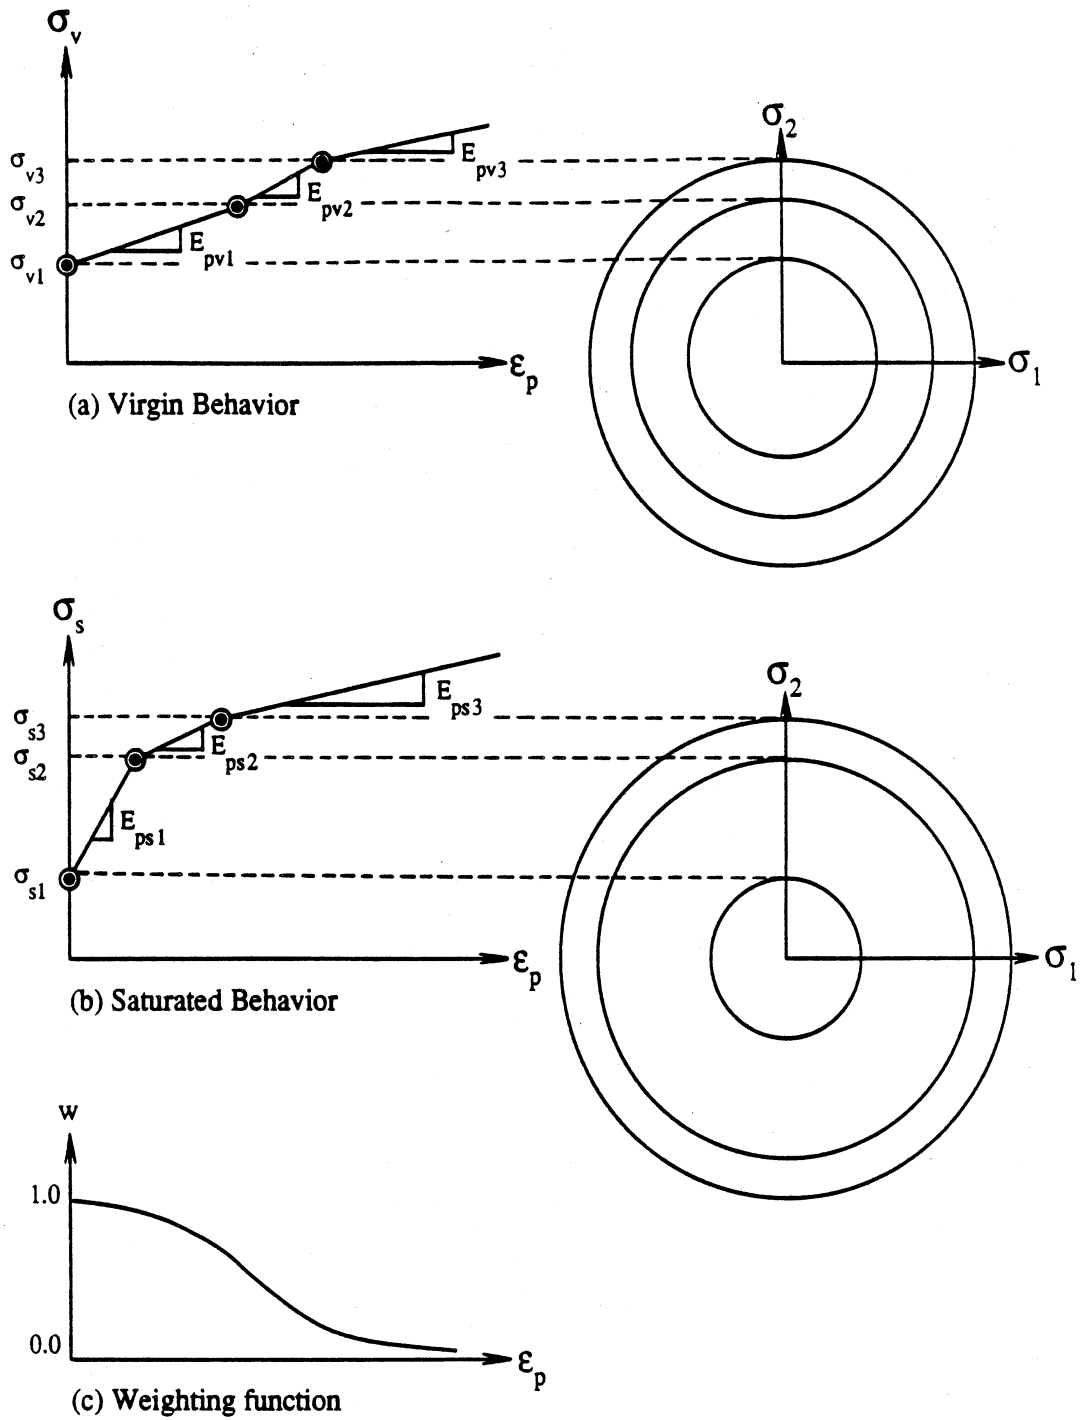 σv
σ2
σv3
Epv3
σv2
Epv2
Epv1
σv1
εp
σ1
(a) Virgin Behavior
σs
σ2
Eps3
σs3
Eps2
σs2
Eps1
σs1
εp
σ1
(b) Saturated Behavior
w
1.0
0.0
εp
(c) Weighting function